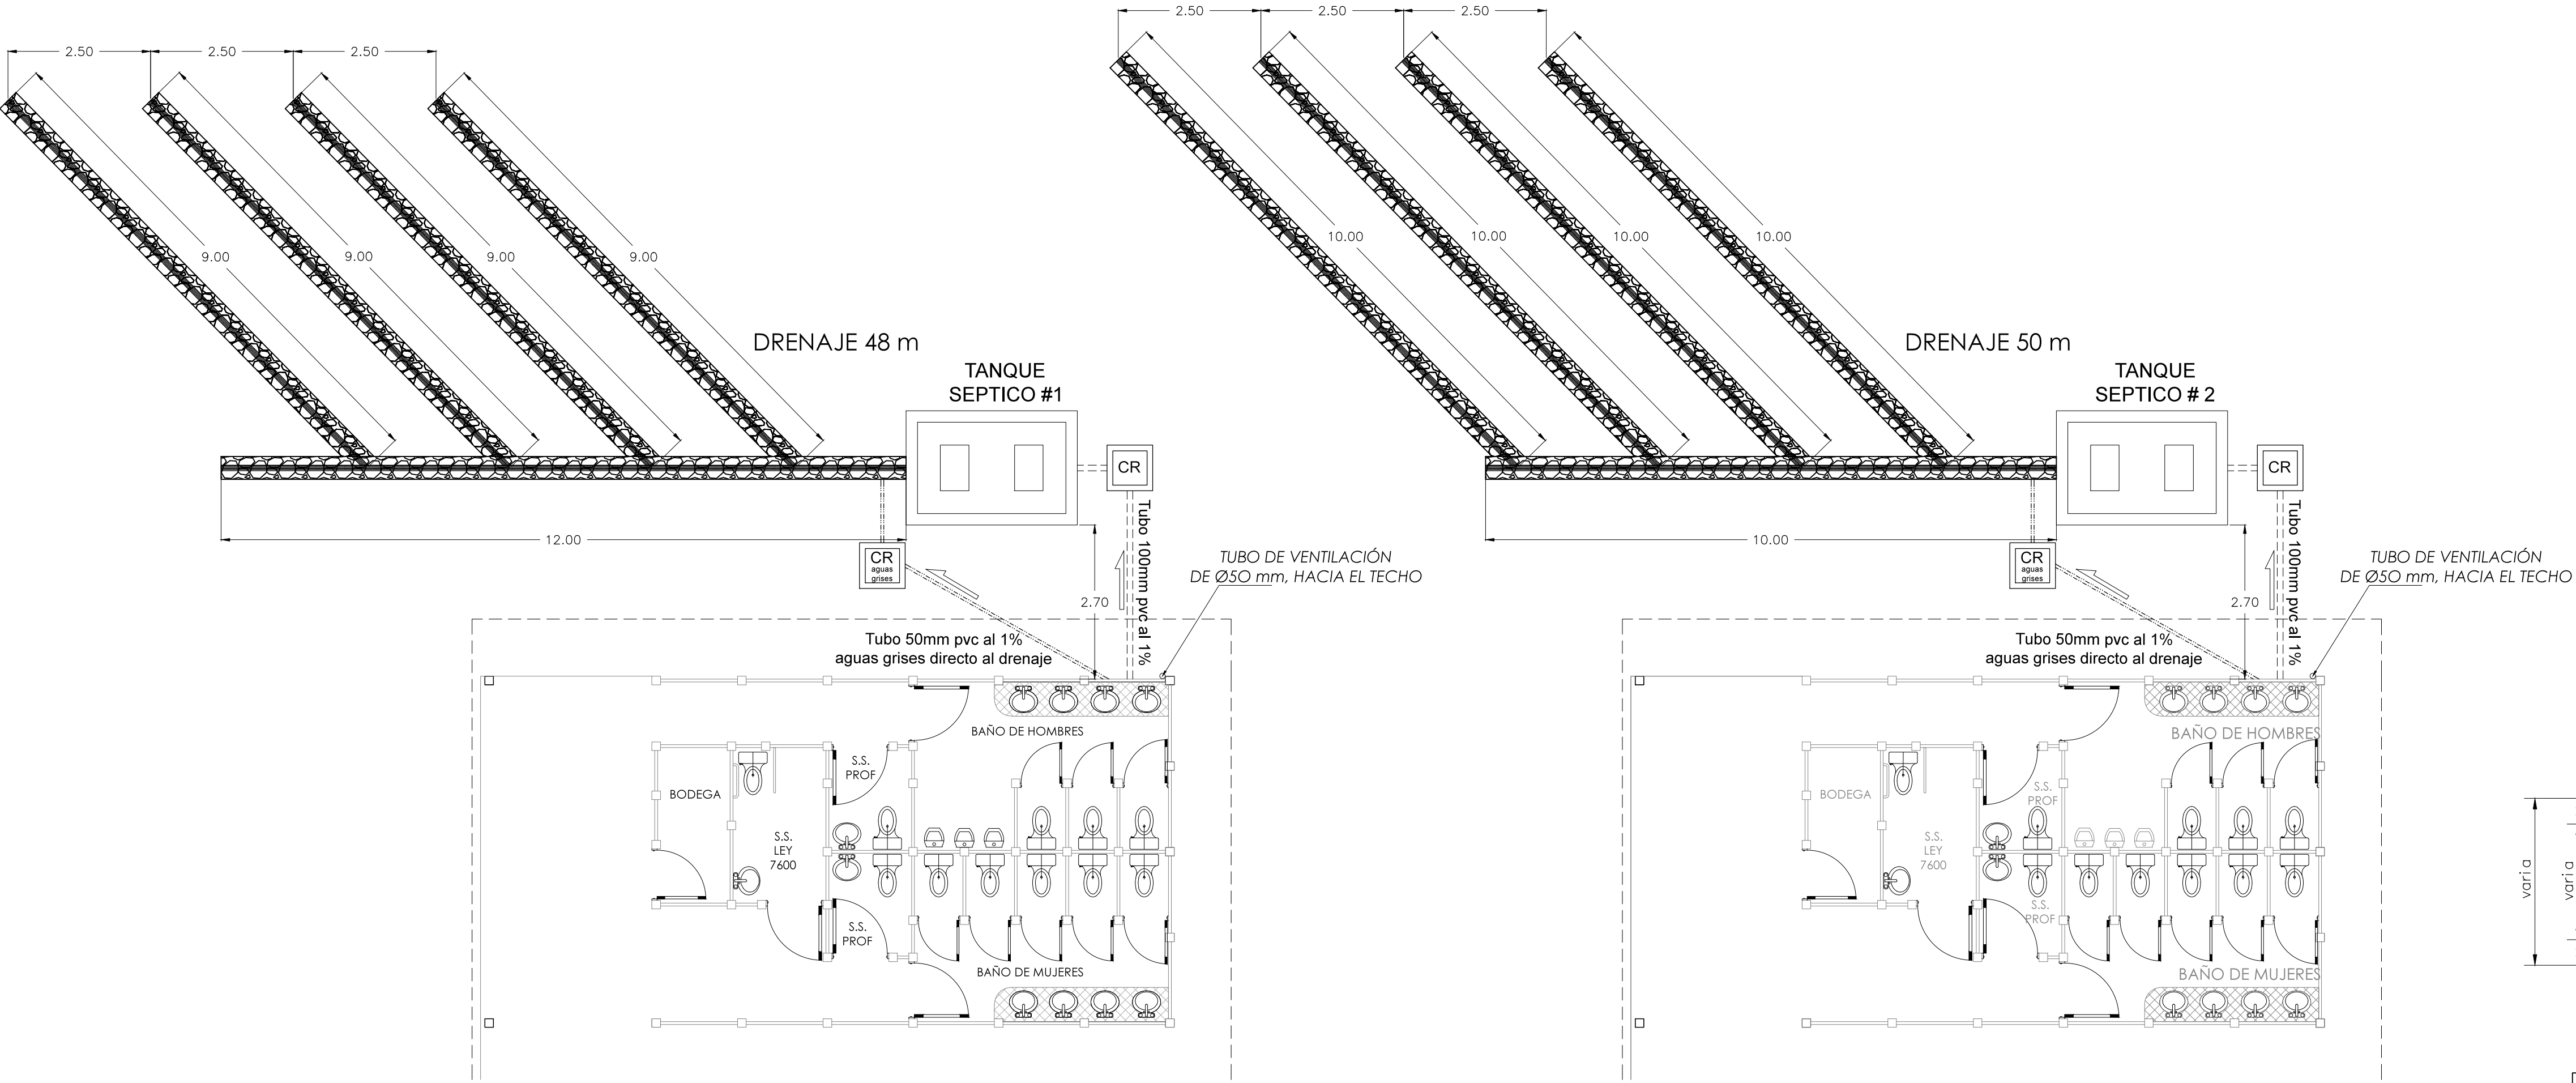 2.50
2.50
2.50
9.00
9.00
9.00
9.00
DRENAJE 48 m
TANQUE
SEPTICO #1
CR
12.00
CR
aguas
grises
2.70
Tubo 100mm pvc al 1%
TUBO DE VENTILACIÓN
DE Ø50 mm, HACIA EL TECHO
Tubo 50mm pvc al 1%
aguas grises directo al drenaje
BAÑO DE HOMBRES
S.S.
PROF
BODEGA
S.S.
LEY
7600
S.S.
PROF
BAÑO DE MUJERES
2.50
2.50
2.50
10.00
10.00
10.00
10.00
DRENAJE 50 m
TANQUE
SEPTICO # 2
CR
10.00
CR
aguas
grises
2.70
Tubo 100mm pvc al 1%
TUBO DE VENTILACIÓN
DE Ø50 mm, HACIA EL TECHO
Tubo 50mm pvc al 1%
aguas grises directo al drenaje
BAÑO DE HOMBRES
S.S.
PROF
BODEGA
S.S.
LEY
7600
S.S.
PROF
BAÑO DE MUJERES
varia
varia